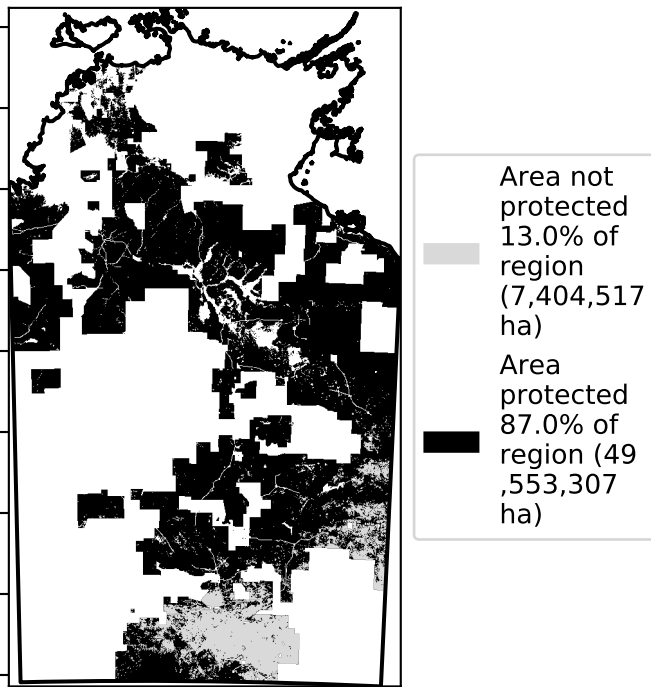 Area not
protected
13.0% of
region
(7,404,517
ha)
Area
protected
87.0% of
region (49
,553,307
ha)